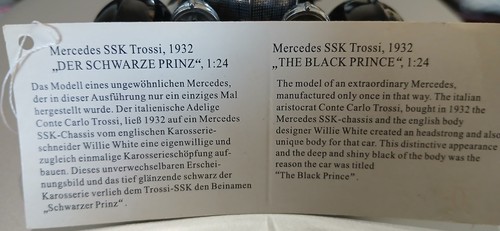 Mercedes SSK Trossi, 1932
„DER SCHWARZE PRINZ“, 1:24
Das Modell eines ungewöhnlichen Mercedes,
der in dieser Ausführung nur ein einziges Mal
hergestellt wurde. Der italienische Adelige
Conte Carlo Trossi, ließ 1932 auf ein Mercedes
SSK-Chassis vom englischen Karosserie-
schneider Willie White eine eigenwillige und
zugleich einmalige Karosserieschöpfung auf-
bauen. Dieses unverwechselbaren Erschei-
nungsbild und das tief glänzende schwarz der
Karosserie verlieh dem Trossi-SSK den Beinamen
„Schwarzer Prinz“.
Mercedes SSK Trossi, 1932
„THE BLACK PRINCE“, 1:24
The model of an extraordinary Mercedes,
manufactured only once in that way. The italian
aristocrat Conte Carlo Trossi, bought in 1932 the
Mercedes SSK-chassis and the english body
designer Willie White created an headstrong and also
unique body for that car. This distinctive appearance
and the deep and shiny black of the body was the
reason the car was titled
"The Black Prince".